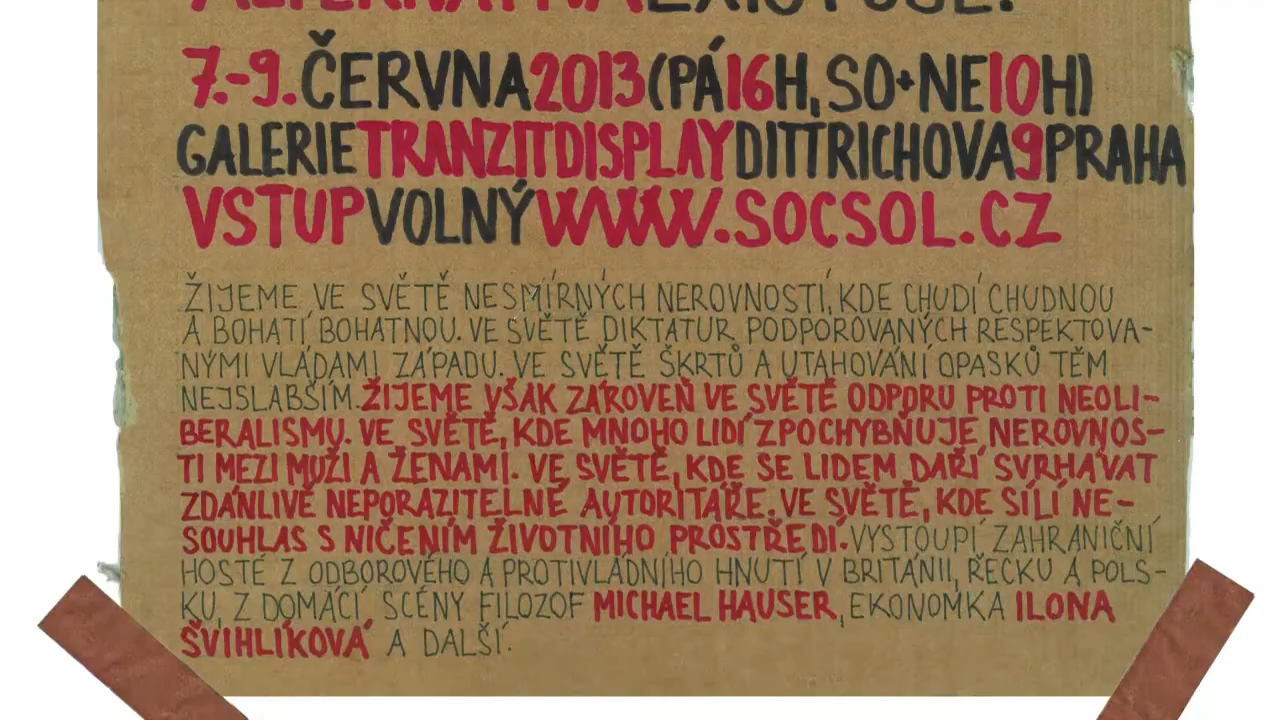 ALTERNATIVA EXISTUJE!
7.-9. ČERVNA 2013 (PÁ 16H, SO+NE 10H)
GALERIE TRANZITDISPLAY DITTRICHOVA 9 PRAHA
VSTUP VOLNÝ WWW.SOCSOL.CZ
ŽIJEME VE SVĚTĚ NESMÍRNÝCH NEROVNOSTÍ, KDE CHUDÍ CHUDNOU
A BOHATÍ BOHATNOU. VE SVĚTĚ DIKTATUR PODPOROVANÝCH RESPEKTOVA-
NÝMI VLÁDAMI ZÁPADU. VE SVĚTĚ ŠKRTŮ A UTAHOVÁNÍ OPASKŮ TĚM
NEJSLABŠÍM. ŽIJEME VŠAK ZÁROVEŇ VE SVĚTĚ ODPORU PROTI NEOLI-
BERALISMU. VE SVĚTĚ, KDE MNOHO LIDÍ ZPOCHYBŇUJE NEROVNOS-
TI MEZI MUŽI A ŽENAMI. VE SVĚTĚ, KDE SE LIDEM DAŘÍ SVRHÁVAT
ZDÁNLIVĚ NEPORAZITELNÉ AUTORITÁŘE. VE SVĚTĚ, KDE SÍLÍ NE-
SOUHLAS S NIČENÍM ŽIVOTNÍHO PROSTŘEDÍ. VYSTOUPÍ ZAHRANIČNÍ
HOSTÉ Z ODBOROVÉHO A PROTIVLÁDNÍHO HNUTÍ V BRITÁNII, ŘECKU A POLS-
KU, Z DOMÁCÍ SCÉNY FILOZOF MICHAEL HAUSER, EKONOMKA ILONA
ŠVIHLÍKOVÁ A DALŠÍ.